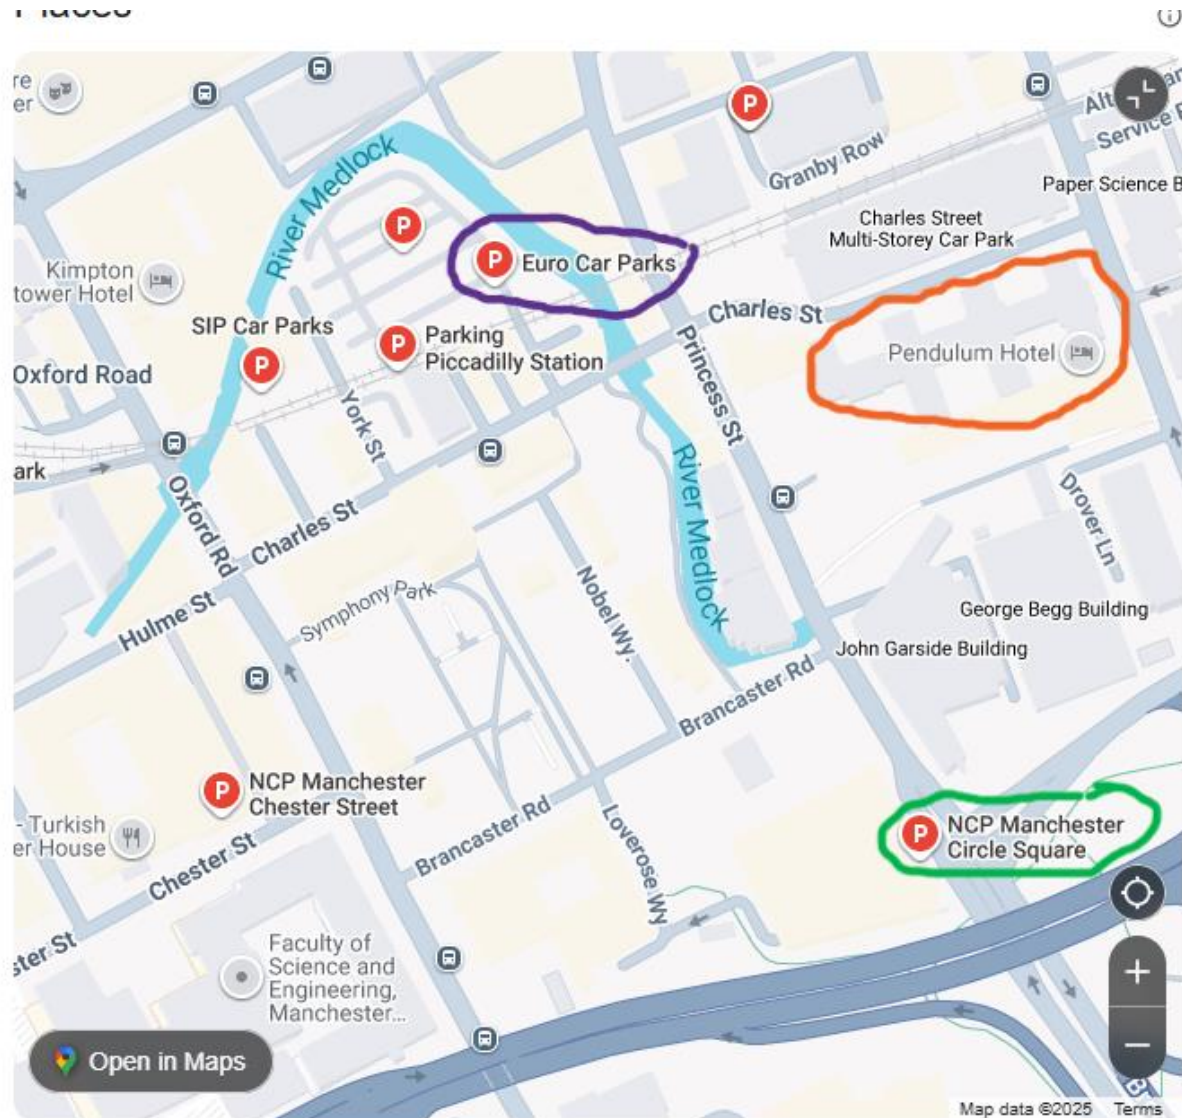 Places
River Medlock
Granby Row
Paper Science B
Charles Street
Multi-Storey Car Park
Kimpton
tower Hotel
Euro Car Parks
Charles St
SIP Car Parks
Parking
Piccadilly Station
Princess St
Pendulum Hotel
Oxford Road
York St
ark
Oxford Rd
Charles St
River Medlock
Drover Ln
Hulme St
Symphony Park
Nobel Wy.
George Begg Building
John Garside Building
Brancaster Rd
NCP Manchester
Chester Street
- Turkish
er House
Chester St
Brancaster Rd
Loverose Wy
NCP Manchester
Circle Square
ster St
Faculty of
Science and
Engineering,
Manchester...
Open in Maps
Map data ©2025 Terms